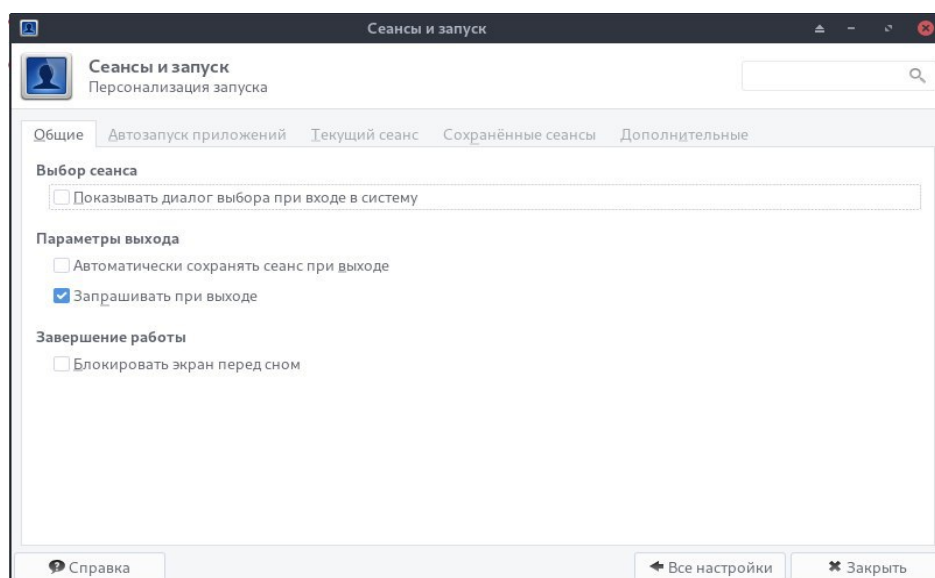 Сеансы и запуск
Сеансы и запуск
Персонализация запуска
Общие Автозапуск приложений Текущий сеанс Сохранённые сеансы Дополнительные
Выбор сеанса
Показывать диалог выбора при входе в систему
Параметры выхода
Автоматически сохранять сеанс при выходе
Запрашивать при выходе
Завершение работы
Блокировать экран перед сном
Справка Все настройки Закрыть